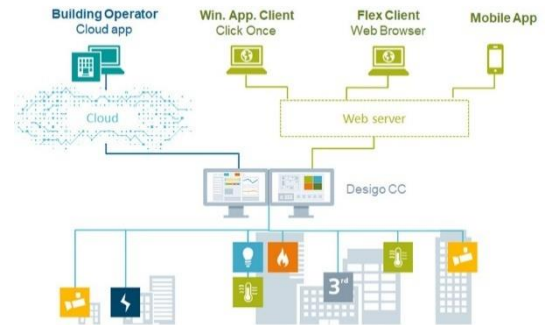 Building Operator
Cloud app
Win. App. Client
Click Once
Flex Client
Web Browser
Mobile App
Cloud
Web server
Desigo CC
3rd